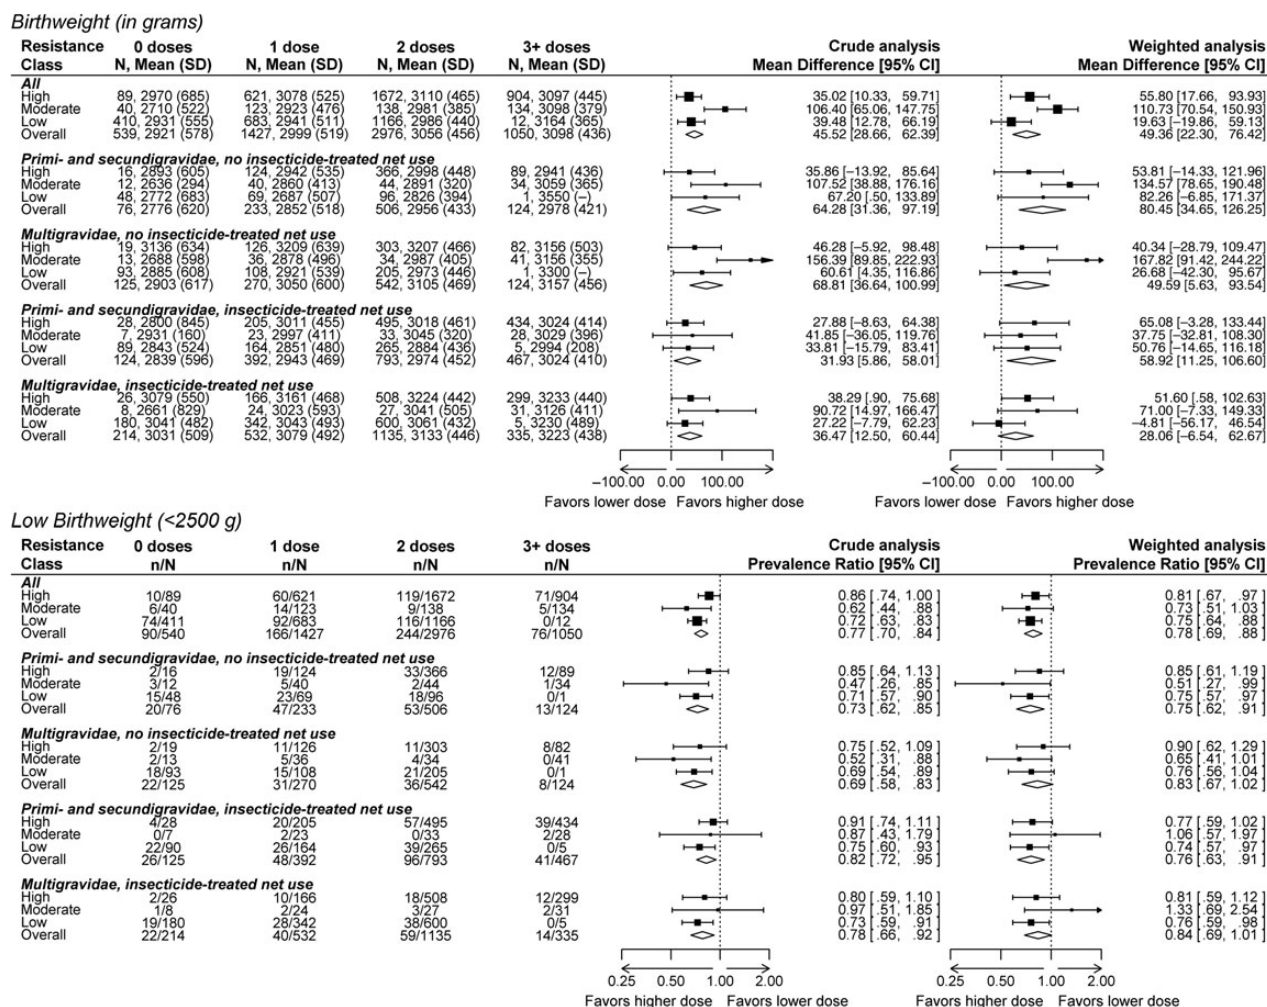 Birthweight (in grams)
Resistance 0 doses 1 dose 2 doses 3+ doses Crude analysis Weighted analysis
Class N, Mean (SD) N, Mean (SD) N, Mean (SD) N, Mean (SD) Mean Difference [95% CI] Mean Difference [95% CI]
All
High 89, 2970 (685) 621, 3078 (525) 1672, 3110 (465) 904, 3097 (445) 35.02 [10.33, 59.71] 55.80 [17.66, 93.93]
Moderate 40, 2710 (522) 123, 2923 (476) 138, 2981 (385) 134, 3098 (379) 106.40 [65.06, 147.75] 110.73 [70.54, 150.93]
Low 410, 2931 (555) 683, 2941 (511) 1166, 2986 (440) 12, 3164 (365) 39.48 [12.78, 66.19] 19.63 [−19.86, 59.13]
Overall 539, 2921 (578) 1427, 2999 (519) 2976, 3056 (456) 1050, 3098 (436) 45.52 [28.66, 62.39] 49.36 [22.30, 76.42]
Primi- and secundigravidae, no insecticide-treated net use
High 16, 2893 (605) 124, 2942 (535) 366, 2998 (448) 89, 2941 (436) 35.86 [−13.92, 85.64] 53.81 [−14.33, 121.96]
Moderate 12, 2636 (294) 40, 2860 (413) 44, 2891 (320) 34, 3059 (365) 107.52 [38.88, 176.16] 134.57 [78.65, 190.48]
Low 48, 2772 (683) 69, 2687 (507) 96, 2826 (394) 1, 3550 (–) 67.20 [.50, 133.89] 82.26 [−6.85, 171.37]
Overall 76, 2776 (620) 233, 2852 (518) 506, 2956 (433) 124, 2978 (421) 64.28 [31.36, 97.19] 80.45 [34.65, 126.25]
Multigravidae, no insecticide-treated net use
High 19, 3136 (634) 126, 3209 (639) 303, 3207 (466) 82, 3156 (503) 46.28 [−5.92, 98.48] 40.34 [−28.79, 109.47]
Moderate 13, 2688 (598) 36, 2878 (496) 34, 2987 (405) 41, 3156 (355) 156.39 [89.85, 222.93] 167.82 [91.42, 244.22]
Low 93, 2885 (608) 108, 2921 (539) 205, 2973 (446) 1, 3300 (–) 60.61 [4.35, 116.86] 26.68 [−42.30, 95.67]
Overall 125, 2903 (617) 270, 3050 (600) 542, 3105 (469) 124, 3157 (456) 68.81 [36.64, 100.99] 49.59 [5.63, 93.54]
Primi- and secundigravidae, insecticide-treated net use
High 28, 2800 (845) 205, 3011 (455) 495, 3018 (461) 434, 3024 (414) 27.88 [−8.63, 64.38] 65.08 [−3.28, 133.44]
Moderate 7, 2931 (160) 23, 2997 (411) 33, 3045 (320) 28, 3029 (396) 41.85 [−36.05, 119.76] 37.75 [−32.81, 108.30]
Low 89, 2843 (524) 164, 2851 (480) 265, 2884 (436) 5, 2994 (208) 33.81 [−15.79, 83.41] 50.76 [−14.65, 116.18]
Overall 124, 2839 (596) 392, 2943 (469) 793, 2974 (452) 467, 3024 (410) 31.93 [5.86, 58.01] 58.92 [11.25, 106.60]
Multigravidae, insecticide-treated net use
High 26, 3079 (550) 166, 3161 (468) 508, 3224 (442) 299, 3233 (440) 38.29 [.90, 75.68] 51.60 [.58, 102.63]
Moderate 8, 2661 (829) 24, 3023 (593) 27, 3041 (505) 31, 3126 (411) 90.72 [14.97, 166.47] 71.00 [−7.33, 149.33]
Low 180, 3041 (482) 342, 3043 (493) 600, 3061 (432) 5, 3230 (489) 27.22 [−7.79, 62.23] −4.81 [−56.17, 46.54]
Overall 214, 3031 (509) 532, 3079 (492) 1135, 3133 (446) 335, 3223 (438) 36.47 [12.50, 60.44] 28.06 [−6.54, 62.67]
−100.00 0.00 100.00 −100.00 0.00 100.00
Favors lower dose Favors higher dose Favors lower dose Favors higher dose
Low Birthweight (<2500 g)
Resistance 0 doses 1 dose 2 doses 3+ doses Crude analysis Weighted analysis
Class n/N n/N n/N n/N Prevalence Ratio [95% CI] Prevalence Ratio [95% CI]
All
High 10/89 60/621 119/1672 71/904 0.86 [.74, 1.00] 0.81 [.67, .97]
Moderate 6/40 14/123 9/138 5/134 0.62 [.44, .88] 0.73 [.51, 1.03]
Low 74/411 92/683 116/1166 0/12 0.72 [.63, .83] 0.75 [.64, .88]
Overall 90/540 166/1427 244/2976 76/1050 0.77 [.70, .84] 0.78 [.69, .88]
Primi- and secundigravidae, no insecticide-treated net use
High 2/16 19/124 33/366 12/89 0.85 [.64, 1.13] 0.85 [.61, 1.19]
Moderate 3/12 5/40 2/44 1/34 0.47 [.26, .85] 0.51 [.27, .99]
Low 15/48 23/69 18/96 0/1 0.71 [.57, .90] 0.75 [.57, .97]
Overall 20/76 47/233 53/506 13/124 0.73 [.62, .85] 0.75 [.62, .91]
Multigravidae, no insecticide-treated net use
High 2/19 11/126 11/303 8/82 0.75 [.52, 1.09] 0.90 [.62, 1.29]
Moderate 2/13 5/36 4/34 0/41 0.52 [.31, .88] 0.65 [.41, 1.01]
Low 18/93 15/108 21/205 0/1 0.69 [.54, .89] 0.76 [.56, 1.04]
Overall 22/125 31/270 36/542 8/124 0.69 [.58, .83] 0.83 [.67, 1.02]
Primi- and secundigravidae, insecticide-treated net use
High 4/28 20/205 57/495 39/434 0.91 [.74, 1.11] 0.77 [.59, 1.02]
Moderate 0/7 2/23 0/33 2/28 0.87 [.43, 1.79] 1.06 [.57, 1.97]
Low 22/90 26/164 39/265 0/5 0.75 [.60, .93] 0.74 [.57, .97]
Overall 26/125 48/392 96/793 41/467 0.82 [.72, .95] 0.76 [.63, .91]
Multigravidae, insecticide-treated net use
High 2/26 10/166 18/508 12/299 0.80 [.59, 1.10] 0.81 [.59, 1.12]
Moderate 1/8 2/24 3/27 2/31 0.97 [.51, 1.85] 1.33 [.69, 2.54]
Low 19/180 28/342 38/600 0/5 0.73 [.59, .91] 0.76 [.59, .98]
Overall 22/214 40/532 59/1135 14/335 0.78 [.66, .92] 0.84 [.69, 1.01]
0.25 0.50 1.00 2.00 0.25 0.50 1.00 2.00
Favors higher dose Favors lower dose Favors higher dose Favors lower dose